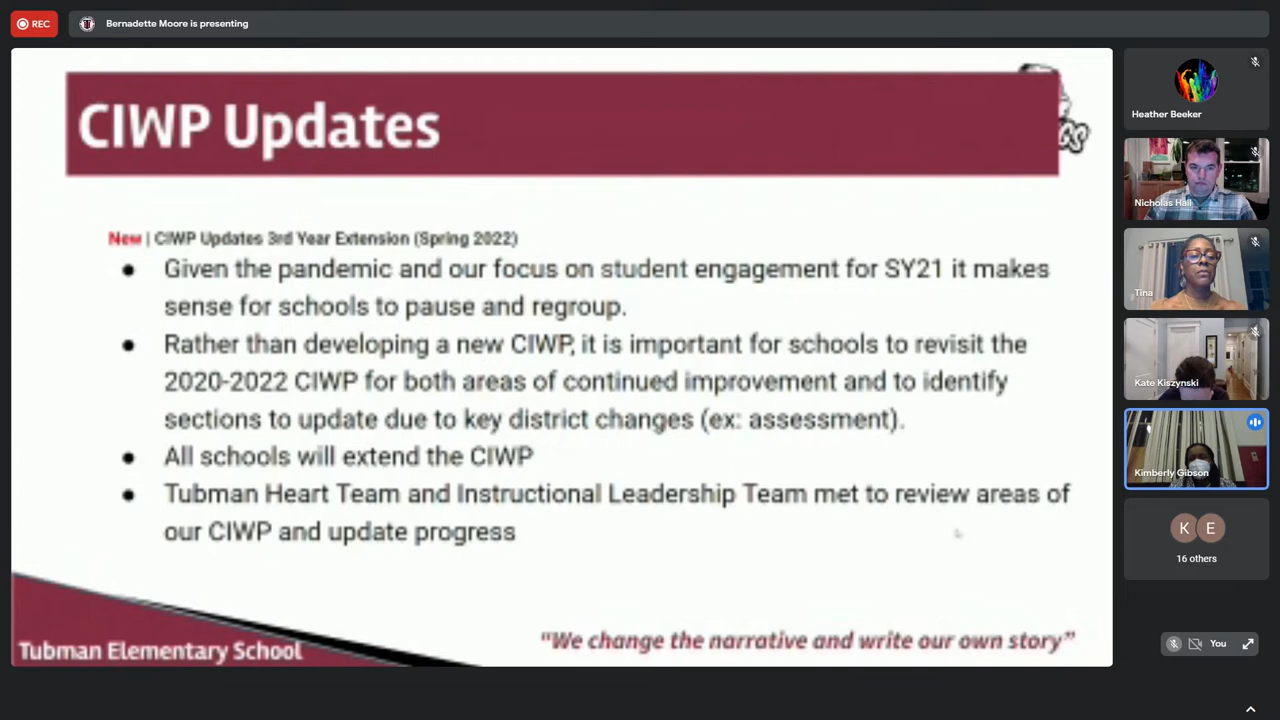 REC
Bernadette Moore is presenting
CIWP Updates
New | CIWP Updates 3rd Year Extension (Spring 2022)
● Given the pandemic and our focus on student engagement for SY21 it makes
sense for schools to pause and regroup.
● Rather than developing a new CIWP, it is important for schools to revisit the
2020-2022 CIWP for both areas of continued improvement and to identify
sections to update due to key district changes (ex: assessment).
● All schools will extend the CIWP
● Tubman Heart Team and Instructional Leadership Team met to review areas of
our CIWP and update progress
Tubman Elementary School
“We change the narrative and write our own story”
Heather Beeker
Nicholas Hall
Tina
Kate Kiszynski
Kimberly Gibson
K E
16 others
You